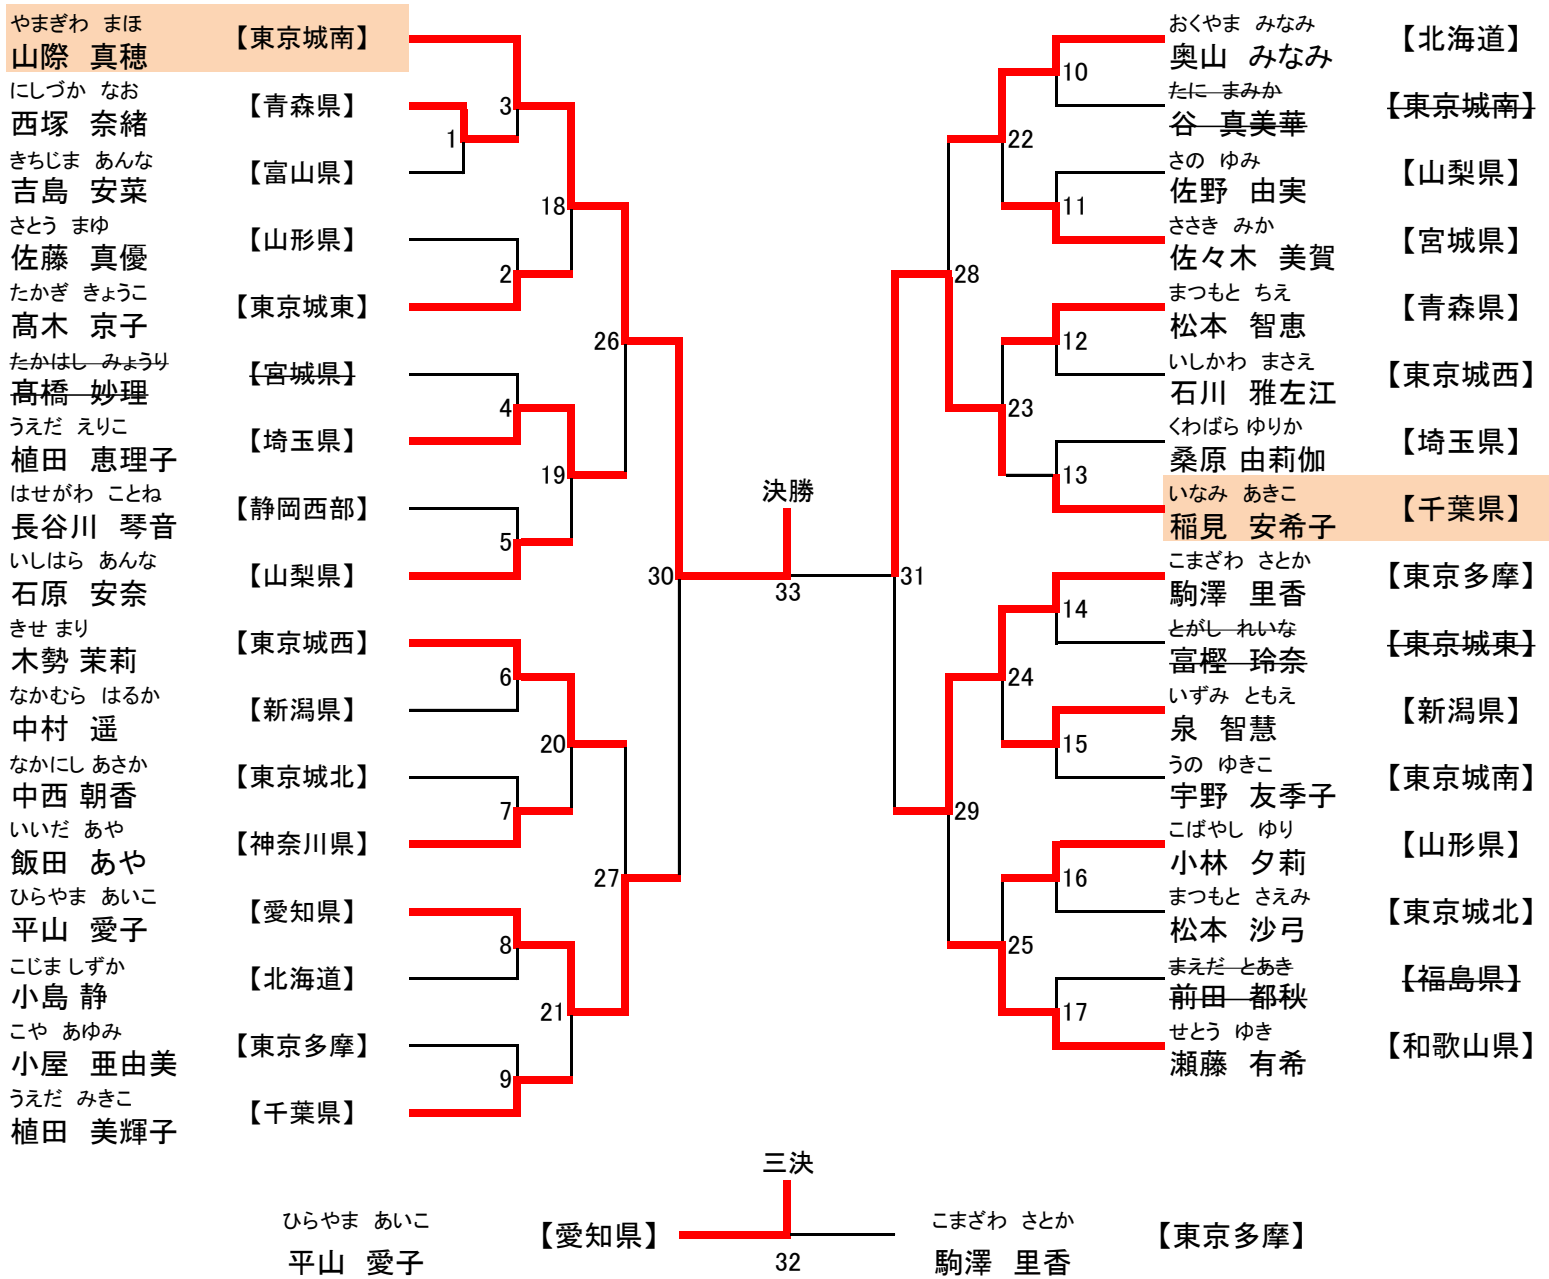 やまぎわ まほ
山際 真穂 【東京城南】
にしづか なお
西塚 奈緒 【青森県】
きちじま あんな
吉島 安菜 【富山県】
さとう まゆ
佐藤 真優 【山形県】
たかぎ きょうこ
髙木 京子 【東京城東】
たかはし みょうり
髙橋 妙理 【宮城県】
うえだ えりこ
植田 恵理子 【埼玉県】
はせがわ ことね
長谷川 琴音 【静岡西部】
いしはら あんな
石原 安奈 【山梨県】
きせ まり
木勢 茉莉 【東京城西】
なかむら はるか
中村 遥 【新潟県】
なかにし あさか
中西 朝香 【東京城北】
いいだ あや
飯田 あや 【神奈川県】
ひらやま あいこ
平山 愛子 【愛知県】
こじま しずか
小島 静 【北海道】
こや あゆみ
小屋 亜由美 【東京多摩】
うえだ みきこ
植田 美輝子 【千葉県】
1
2
3
4
5
6
7
8
9
18
19
20
21
26
27
30
決勝
33
31
28
29
22
23
24
25
10
11
12
13
14
15
16
17
おくやま みなみ
奥山 みなみ 【北海道】
たに まみか
谷 真美華 【東京城南】
さの ゆみ
佐野 由実 【山梨県】
ささき みか
佐々木 美賀 【宮城県】
まつもと ちえ
松本 智恵 【青森県】
いしかわ まさえ
石川 雅左江 【東京城西】
くわばら ゆりか
桑原 由莉伽 【埼玉県】
いなみ あきこ
稲見 安希子 【千葉県】
こまざわ さとか
駒澤 里香 【東京多摩】
とがし れいな
富樫 玲奈 【東京城東】
いずみ ともえ
泉 智慧 【新潟県】
うの ゆきこ
宇野 友季子 【東京城南】
こばやし ゆり
小林 夕莉 【山形県】
まつもと さえみ
松本 沙弓 【東京城北】
まえだ とあき
前田 都秋 【福島県】
せとう ゆき
瀬藤 有希 【和歌山県】
三決
ひらやま あいこ
平山 愛子 【愛知県】
32
こまざわ さとか
駒澤 里香 【東京多摩】